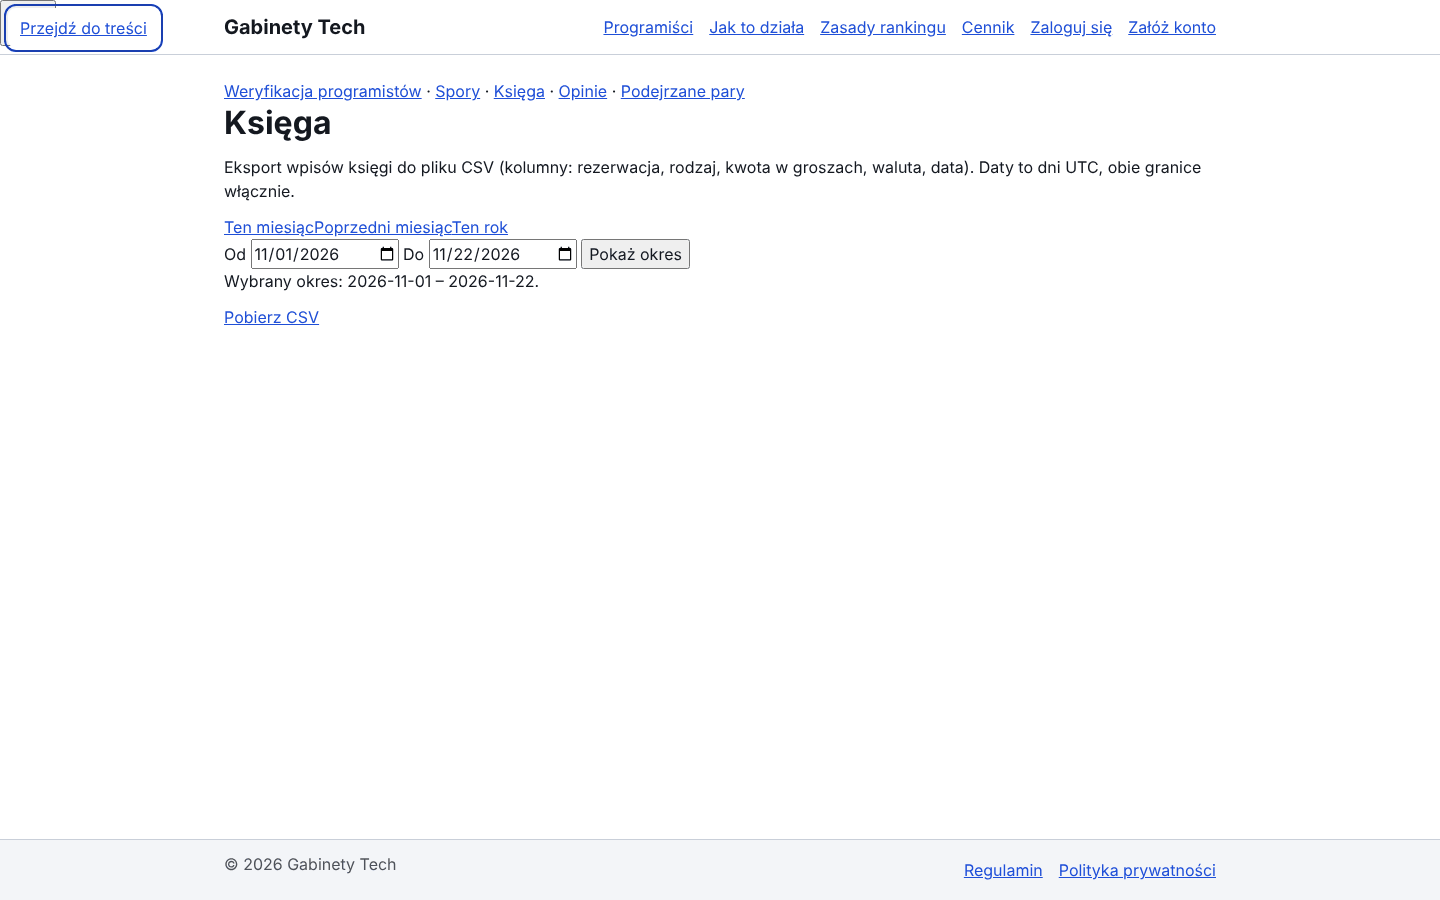 Przejdź do treści
Gabinety Tech
Programiści Jak to działa Zasady rankingu Cennik Zaloguj się Załóż konto
Weryfikacja programistów · Spory · Księga · Opinie · Podejrzane pary
Księga
Eksport wpisów księgi do pliku CSV (kolumny: rezerwacja, rodzaj, kwota w groszach, waluta, data). Daty to dni UTC, obie granice
włącznie.
Ten miesiącPoprzedni miesiącTen rok
Od 11/01/2026 Do 11/22/2026 Pokaż okres
Wybrany okres: 2026-11-01 – 2026-11-22.
Pobierz CSV
© 2026 Gabinety Tech
Regulamin Polityka prywatności